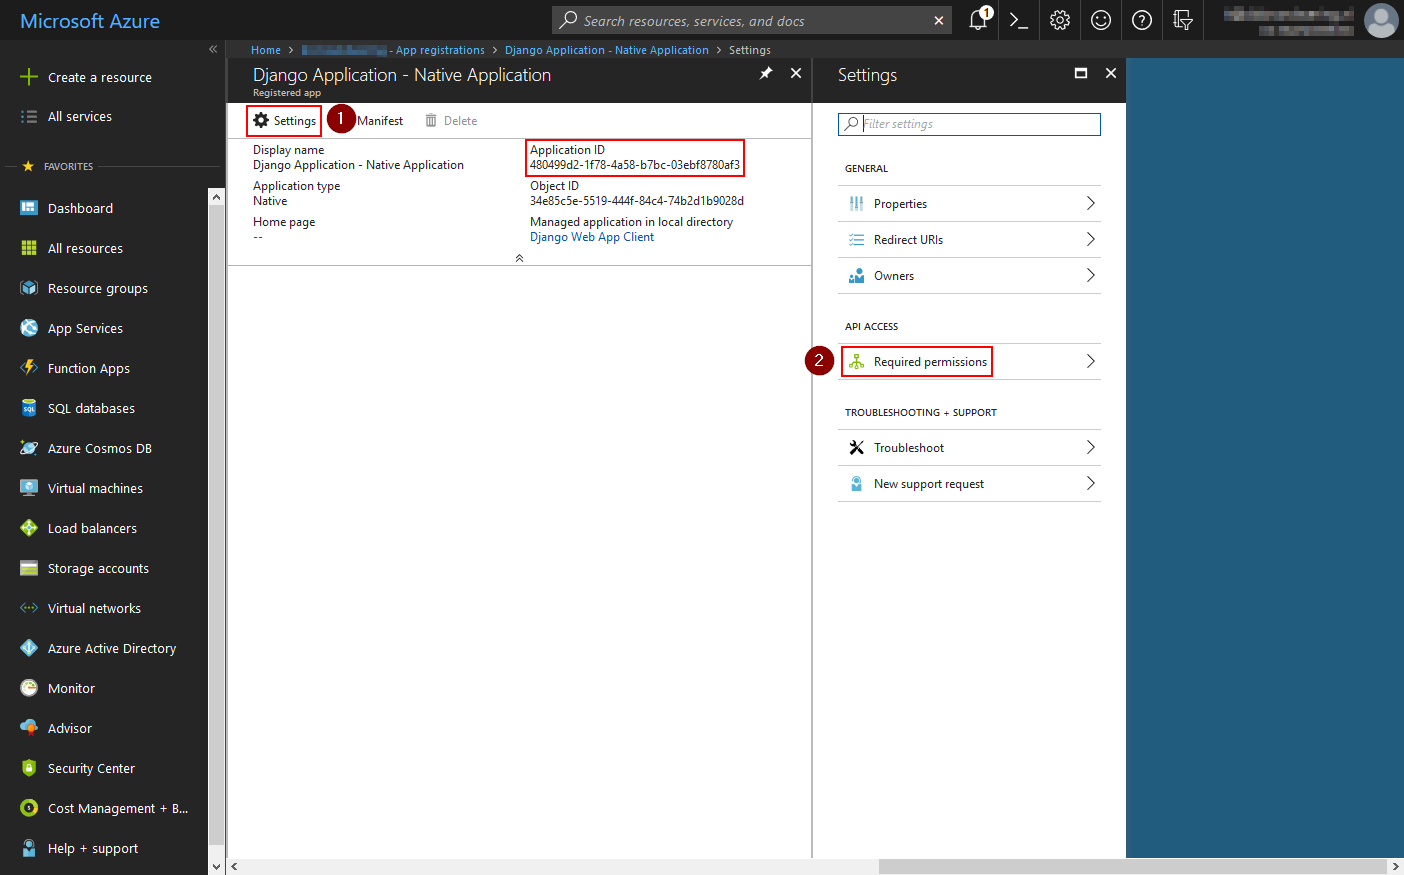 Microsoft Azure
Search resources, services, and docs
1
Home > - App registrations > Django Application - Native Application > Settings
Create a resource
All services
FAVORITES
Dashboard
All resources
Resource groups
App Services
Function Apps
SQL databases
Azure Cosmos DB
Virtual machines
Load balancers
Storage accounts
Virtual networks
Azure Active Directory
Monitor
Advisor
Security Center
Cost Management + B...
Help + support
Django Application - Native Application
Registered app
Settings
1
Manifest
Delete
Display name
Django Application - Native Application
Application type
Native
Home page
--
Application ID
480499d2-1f78-4a58-b7bc-03ebf8780af3
Object ID
34e85c5e-5519-444f-84c4-74b2d1b9028d
Managed application in local directory
Django Web App Client
Settings
Filter settings
GENERAL
Properties
Redirect URIs
Owners
API ACCESS
2
Required permissions
TROUBLESHOOTING + SUPPORT
Troubleshoot
New support request